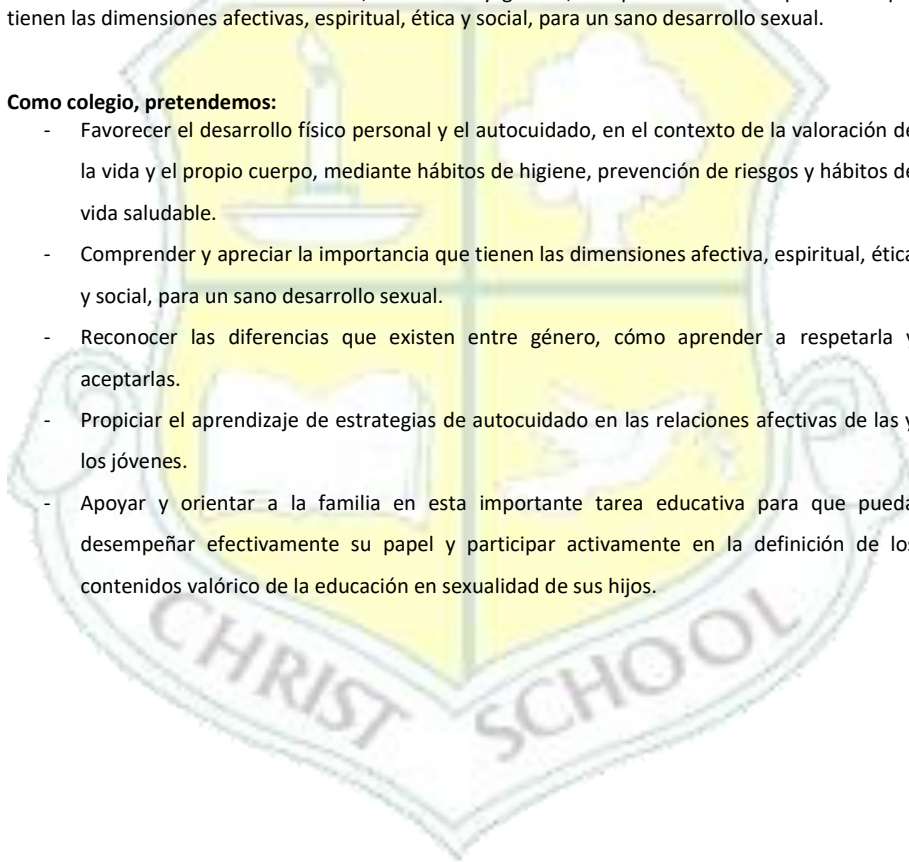 tienen las dimensiones afectivas, espiritual, ética y social, para un sano desarrollo sexual.
Como colegio, pretendemos:
- Favorecer el desarrollo físico personal y el autocuidado, en el contexto de la valoración de
la vida y el propio cuerpo, mediante hábitos de higiene, prevención de riesgos y hábitos de
vida saludable.
- Comprender y apreciar la importancia que tienen las dimensiones afectiva, espiritual, ética
y social, para un sano desarrollo sexual.
- Reconocer las diferencias que existen entre género, cómo aprender a respetarla y
aceptarlas.
- Propiciar el aprendizaje de estrategias de autocuidado en las relaciones afectivas de las y
los jóvenes.
- Apoyar y orientar a la familia en esta importante tarea educativa para que pueda
desempeñar efectivamente su papel y participar activamente en la definición de los
contenidos valórico de la educación en sexualidad de sus hijos.
CHRIST SCHOOL